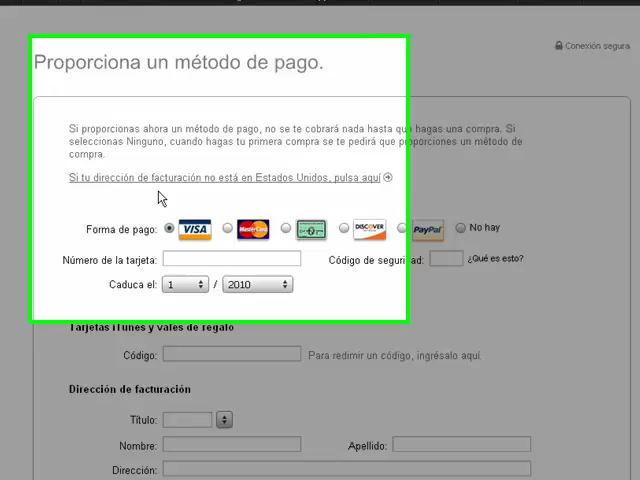 Conexión segura
Proporciona un método de pago.
Si proporcionas ahora un método de pago, no se te cobrará nada hasta que hagas una compra. Si
seleccionas Ninguno, cuando hagas tu primera compra se te pedirá que proporciones un método de
compra.
Si tu dirección de facturación no está en Estados Unidos, pulsa aquí
Forma de pago: VISA MasterCard DISCOVER PayPal No hay
Número de la tarjeta: Código de seguridad: ¿Qué es esto?
Caduca el: 1 / 2010
Tarjetas iTunes y vales de regalo
Código: Para redimir un código, ingrésalo aquí
Dirección de facturación
Título:
Nombre: Apellido:
Dirección: